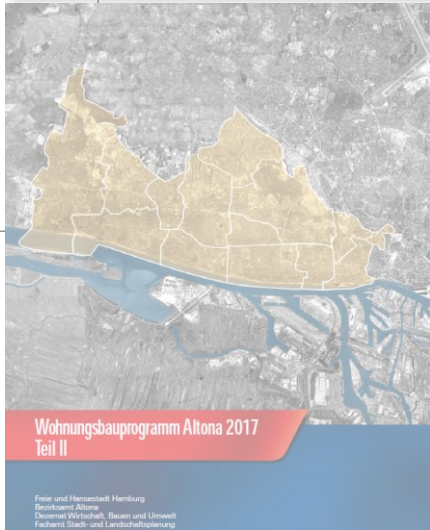 Wohnungsbauprogramm Altona 2017
Teil II
Freie und Hansestadt Hamburg
Bezirksamt Altona
Dezernat Wirtschaft, Bauen und Umwelt
Fachamt Stadt- und Landschaftsplanung